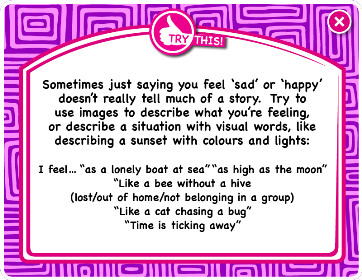 TRY THIS!
Sometimes just saying you feel ‘sad’ or ‘happy’
doesn’t really tell much of a story. Try to
use images to describe what you’re feeling,
or describe a situation with visual words, like
describing a sunset with colours and lights:
I feel... “as a lonely boat at sea” “as high as the moon”
“Like a bee without a hive
(lost/out of home/not belonging in a group)
“Like a cat chasing a bug”
“Time is ticking away”